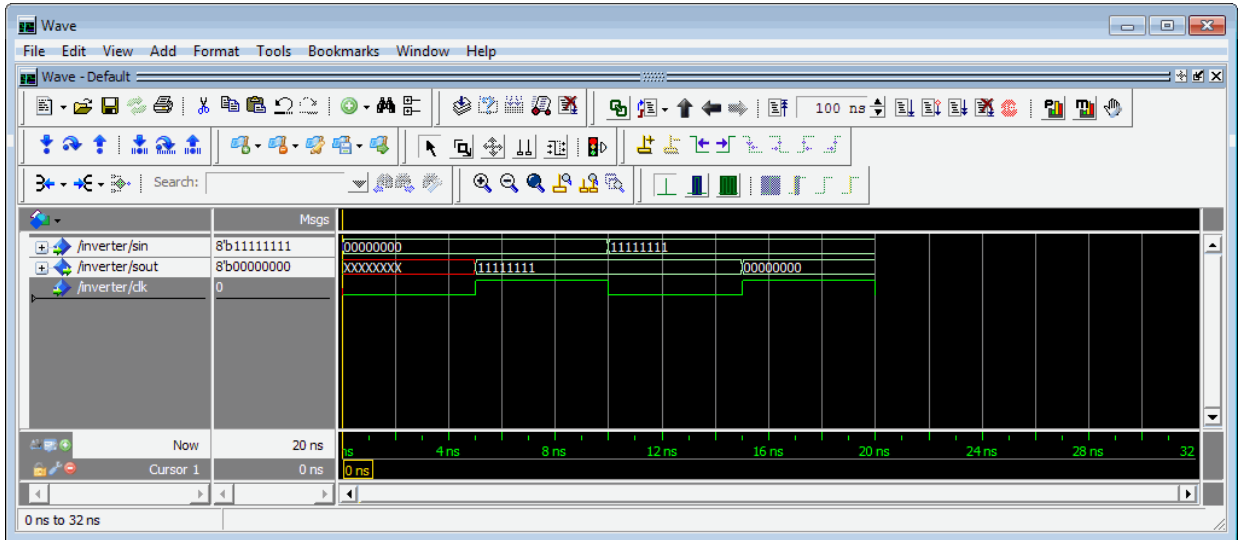 Wave
File Edit View Add Format Tools Bookmarks Window Help
Wave - Default
100 ns
Search:
Msgs
/inverter/sin 8'b11111111 00000000 11111111
/inverter/sout 8'b00000000 XXXXXXXX 11111111 00000000
/inverter/clk 0
Now 20 ns ns 4 ns 8 ns 12 ns 16 ns 20 ns 24 ns 28 ns 32
Cursor 1 0 ns 0 ns
0 ns to 32 ns